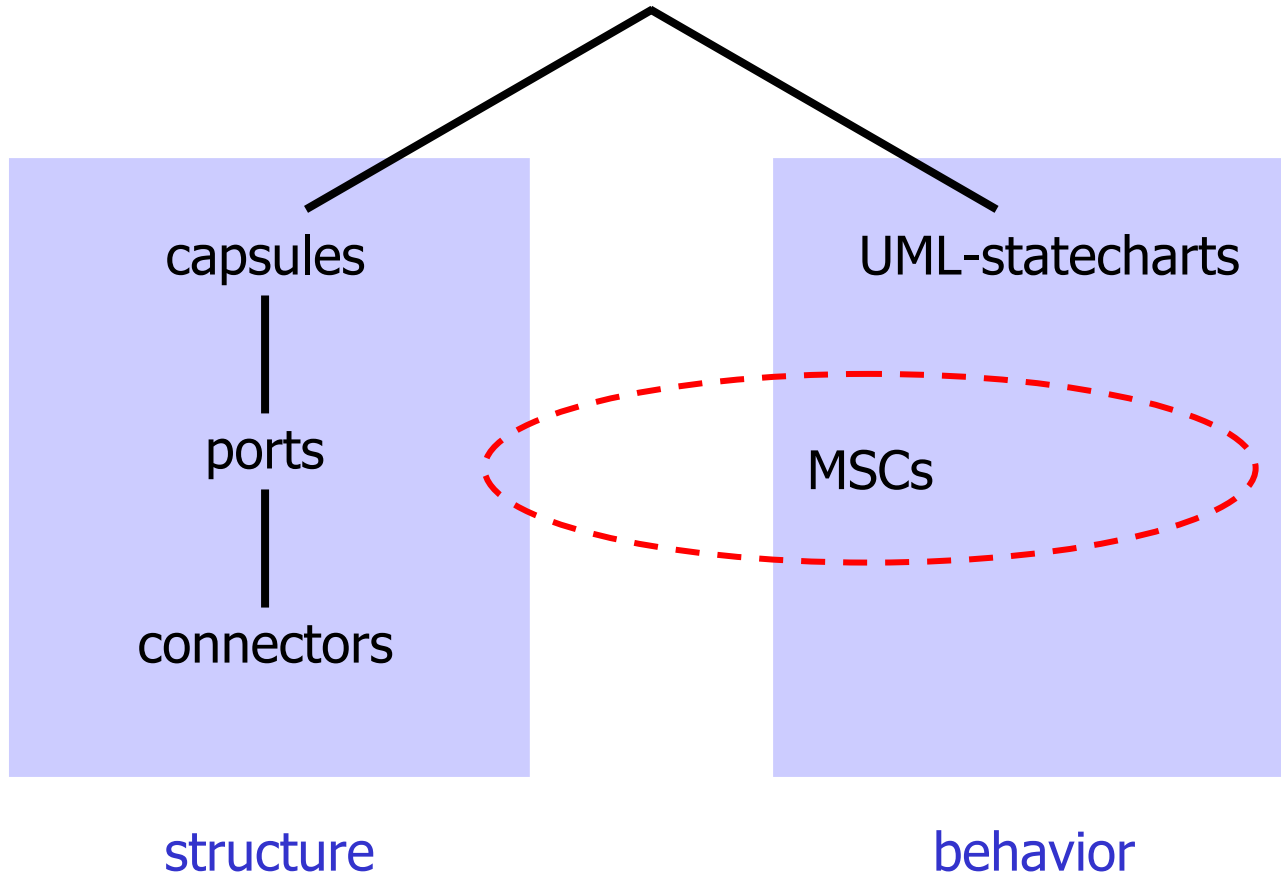 capsules
UML-statecharts
ports
MSCs
connectors
structure
behavior